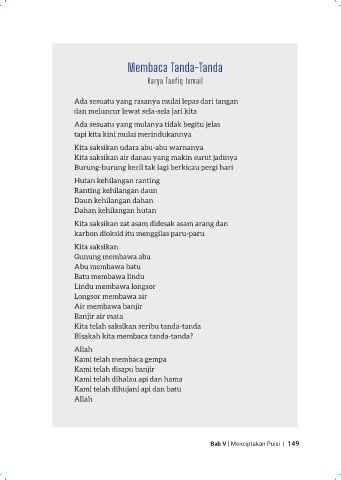 Membaca Tanda-Tanda
Karya Taufiq Ismail
Ada sesuatu yang rasanya mulai lepas dari tangan
dan meluncur lewat sela-sela jari kita
Ada sesuatu yang mulanya tidak begitu jelas
tapi kita kini mulai merindukannya
Kita saksikan udara abu-abu warnanya
Kita saksikan air danau yang makin surut jadinya
Burung-burung kecil tak lagi berkicau pergi hari
Hutan kehilangan ranting
Ranting kehilangan daun
Daun kehilangan dahan
Dahan kehilangan hutan
Kita saksikan zat asam didesak asam arang dan
karbon dioksid itu menggilas paru-paru
Kita saksikan
Gunung membawa abu
Abu membawa batu
Batu membawa lindu
Lindu membawa longsor
Longsor membawa air
Air membawa banjir
Banjir air mata
Kita telah saksikan seribu tanda-tanda
Bisakah kita membaca tanda-tanda?
Allah
Kami telah membaca gempa
Kami telah disapu banjir
Kami telah dihalau api dan hama
Kami telah dihujani api dan batu
Allah
Bab V | Menciptakan Puisi | 149